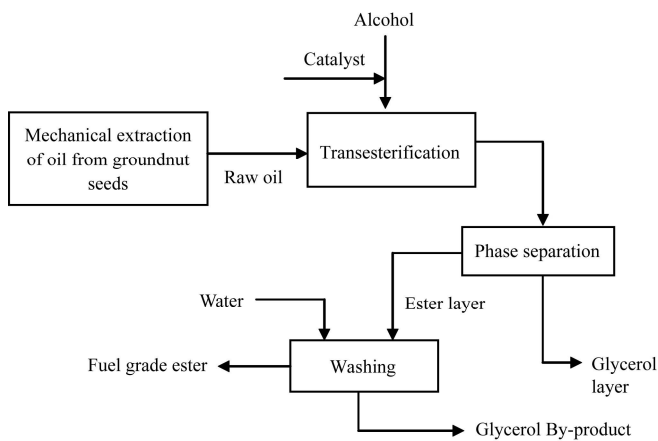 Alcohol
Catalyst
Mechanical extraction
of oil from groundnut
seeds
Raw oil
Transesterification
Phase separation
Ester layer
Water
Fuel grade ester
Washing
Glycerol
layer
Glycerol By-product